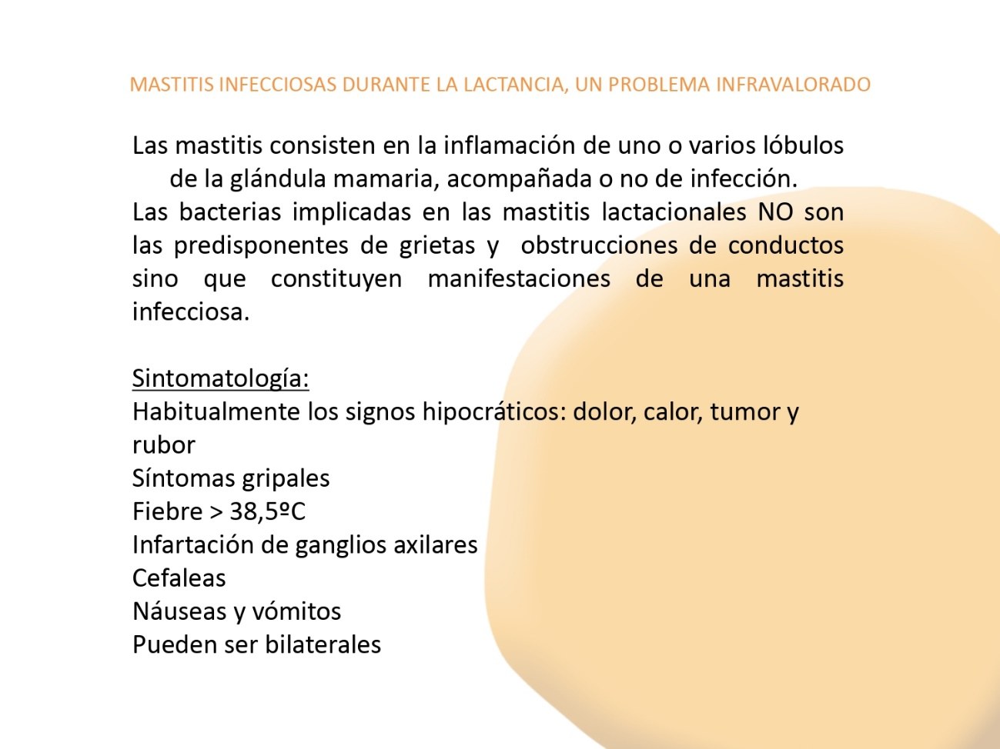 MASTITIS INFECCIOSAS DURANTE LA LACTANCIA, UN PROBLEMA INFRAVALORADO
Las mastitis consisten en la inflamación de uno o varios lóbulos
de la glándula mamaria, acompañada o no de infección.
Las bacterias implicadas en las mastitis lactacionales NO son
las predisponentes de grietas y obstrucciones de conductos
sino que constituyen manifestaciones de una mastitis
infecciosa.
Sintomatología:
Habitualmente los signos hipocráticos: dolor, calor, tumor y
rubor
Síntomas gripales
Fiebre > 38,5ºC
Infartación de ganglios axilares
Cefaleas
Náuseas y vómitos
Pueden ser bilaterales